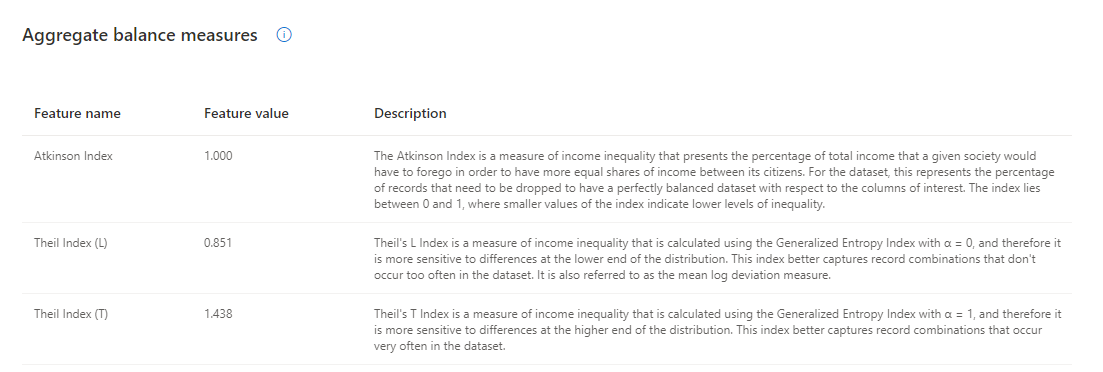 Aggregate balance measures
Feature name Feature value Description
Atkinson Index 1.000 The Atkinson Index is a measure of income inequality that presents the percentage of total income that a given society would
have to forego in order to have more equal shares of income between its citizens. For the dataset, this represents the percentage
of records that need to be dropped to have a perfectly balanced dataset with respect to the columns of interest. The index lies
between 0 and 1, where smaller values of the index indicate lower levels of inequality.
Theil Index (L) 0.851 Theil's L Index is a measure of income inequality that is calculated using the Generalized Entropy Index with α = 0, and therefore it
is more sensitive to differences at the lower end of the distribution. This index better captures record combinations that don't
occur too often in the dataset. It is also referred to as the mean log deviation measure.
Theil Index (T) 1.438 Theil's T Index is a measure of income inequality that is calculated using the Generalized Entropy Index with α = 1, and therefore it
is more sensitive to differences at the higher end of the distribution. This index better captures record combinations that occur
very often in the dataset.